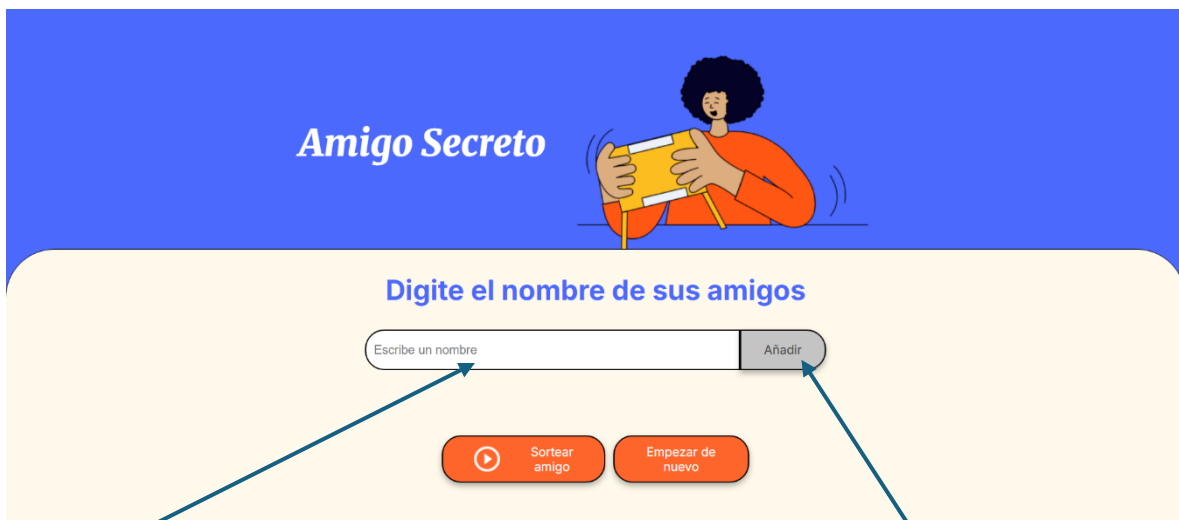 Amigo Secreto
Digite el nombre de sus amigos
Escribe un nombre
Añadir
Sortear
amigo
Empezar de
nuevo